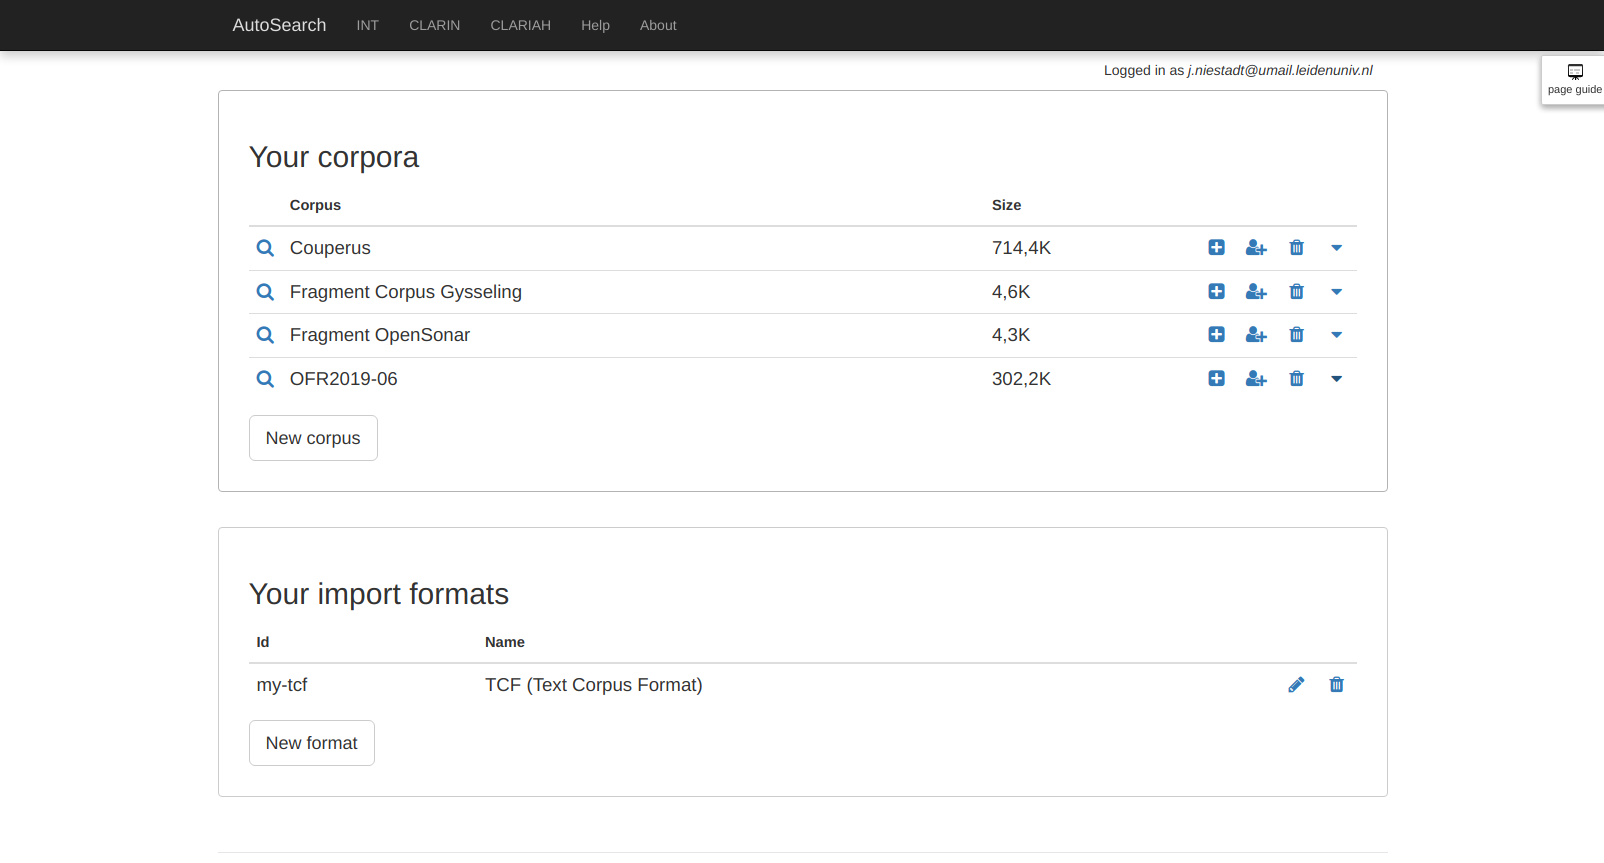 AutoSearch INT CLARIN CLARIAH Help About
Logged in as j.niestadt@umail.leidenuniv.nl
page guide
Your corpora
Corpus Size
Couperus 714,4K
Fragment Corpus Gysseling 4,6K
Fragment OpenSonar 4,3K
OFR2019-06 302,2K
New corpus
Your import formats
Id Name
my-tcf TCF (Text Corpus Format)
New format